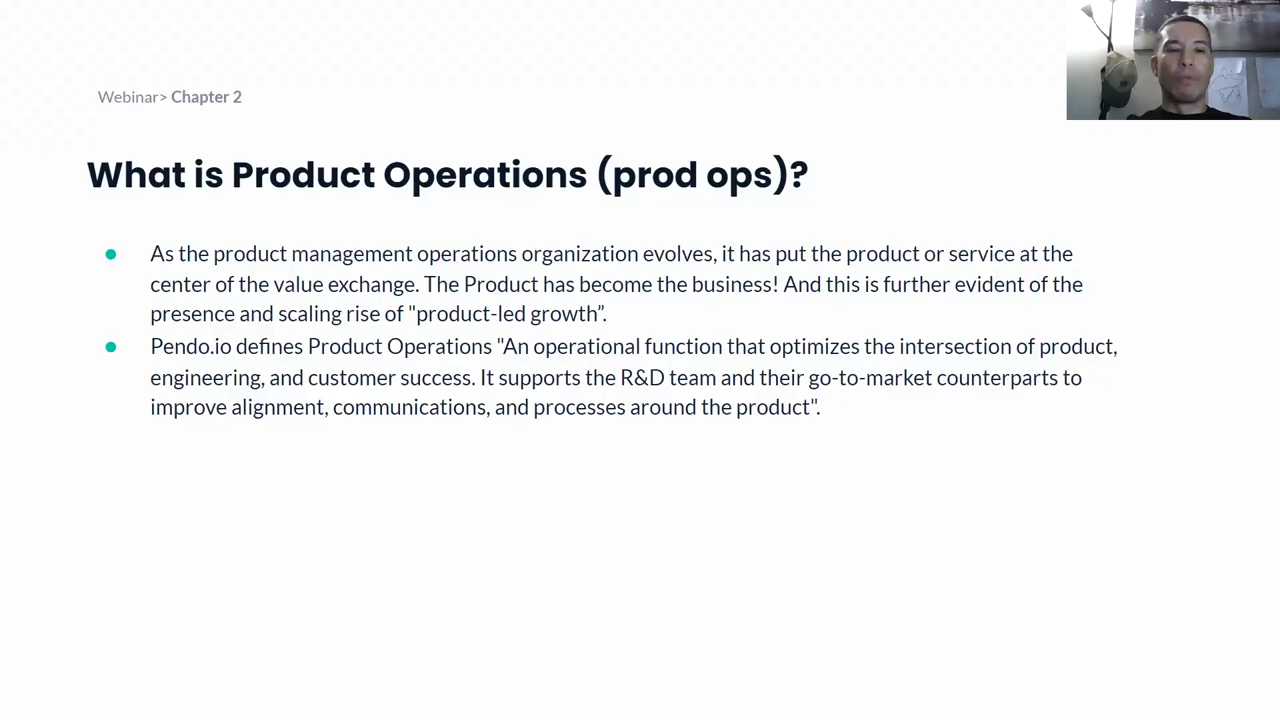 Webinar> Chapter 2
What is Product Operations (prod ops)?
● As the product management operations organization evolves, it has put the product or service at the
center of the value exchange. The Product has become the business! And this is further evident of the
presence and scaling rise of "product-led growth”.
● Pendo.io defines Product Operations "An operational function that optimizes the intersection of product,
engineering, and customer success. It supports the R&D team and their go-to-market counterparts to
improve alignment, communications, and processes around the product".